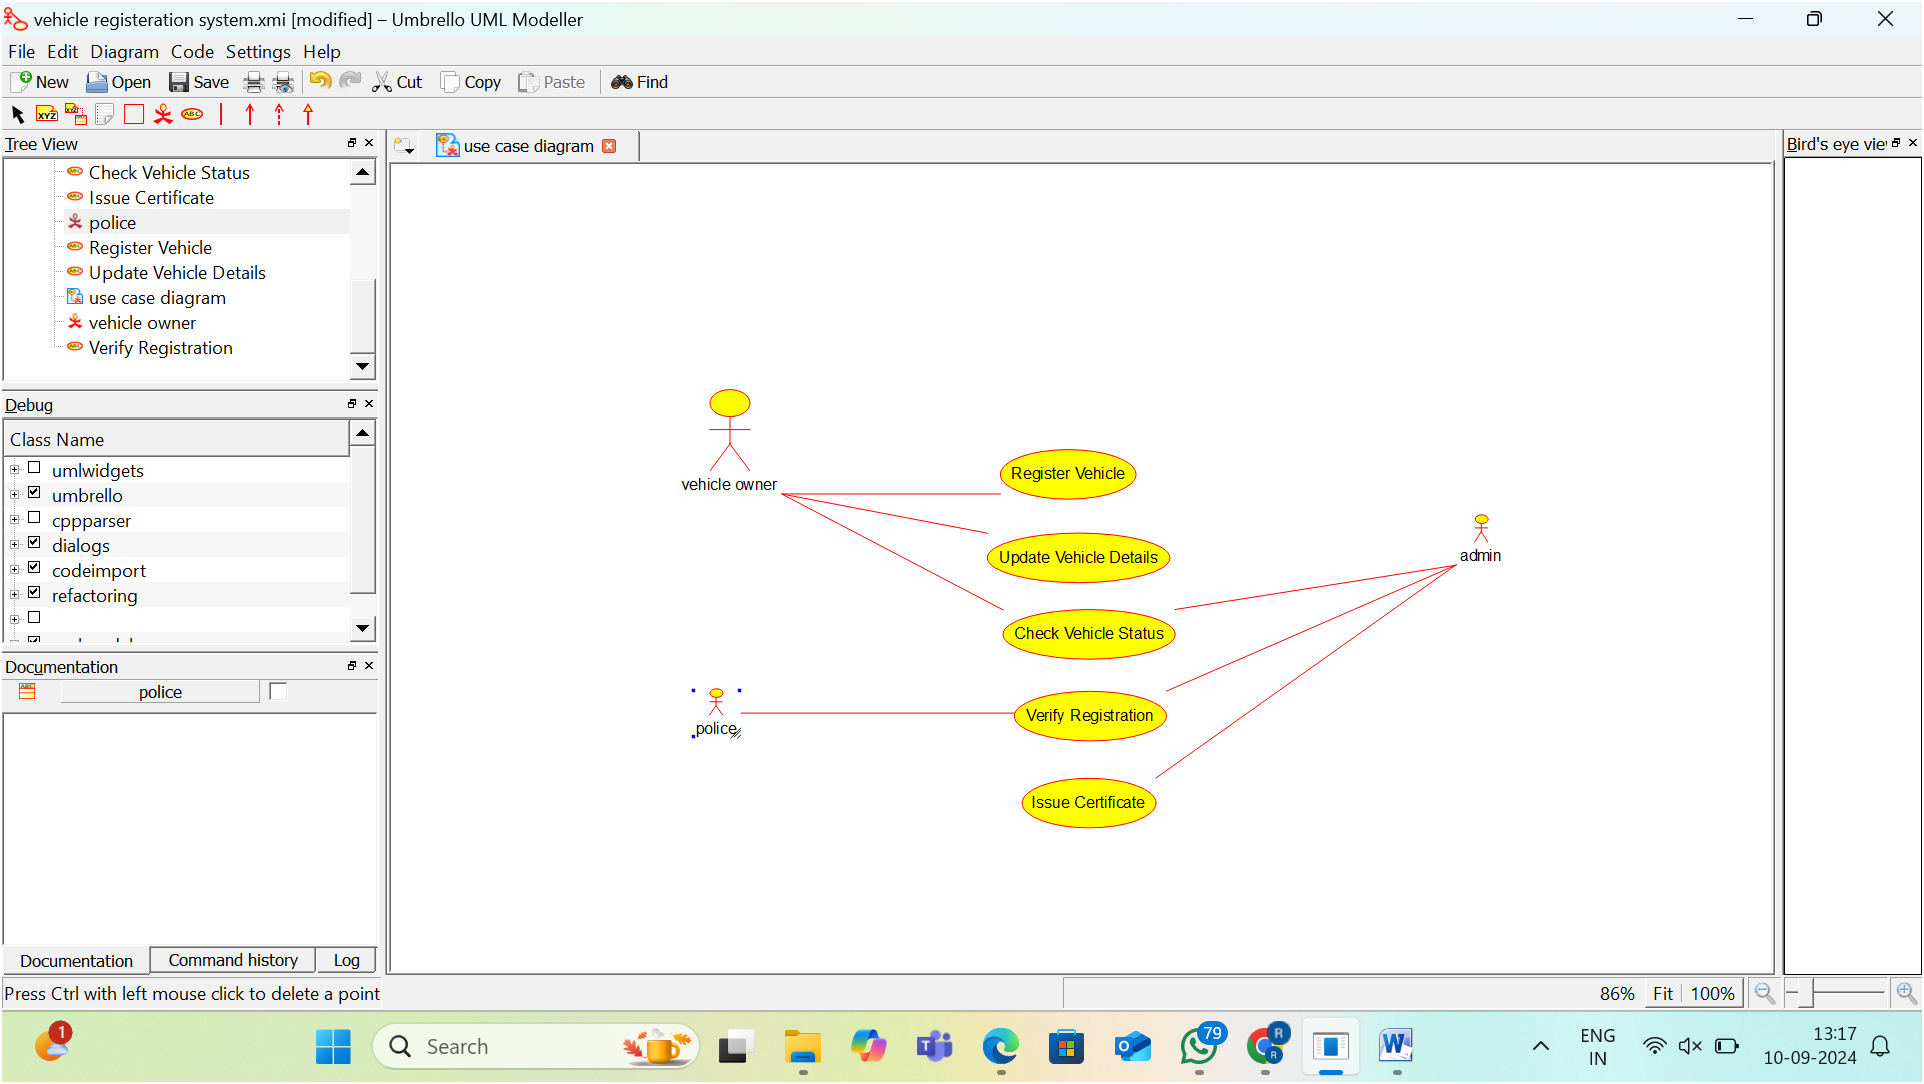 vehicle registeration system.xmi [modified] – Umbrello UML Modeller
File Edit Diagram Code Settings Help
New Open Save Cut Copy Paste Find
XYZ XYZ ABC
Tree View
Check Vehicle Status
Issue Certificate
police
Register Vehicle
Update Vehicle Details
use case diagram
vehicle owner
Verify Registration
Debug
Class Name
umlwidgets
umbrello
cppparser
dialogs
codeimport
refactoring
Documentation
police
Documentation Command history Log
Press Ctrl with left mouse click to delete a point
use case diagram
vehicle owner
Register Vehicle
Update Vehicle Details
admin
Check Vehicle Status
police
Verify Registration
Issue Certificate
Bird's eye vie
86% Fit 100%
1
Search
79
R
R
ENG
IN
13:17
10-09-2024